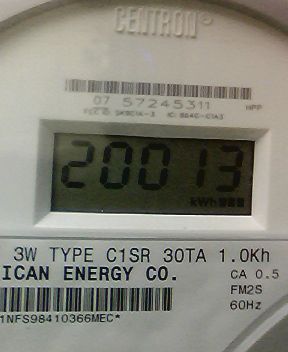 CENTRON®
07 57245311
20013
kWh
3W TYPE C1SR 30TA 1.0Kh
ICAN ENERGY CO.
CA 0.5
FM2S
60Hz
1NFS98410366MEC*